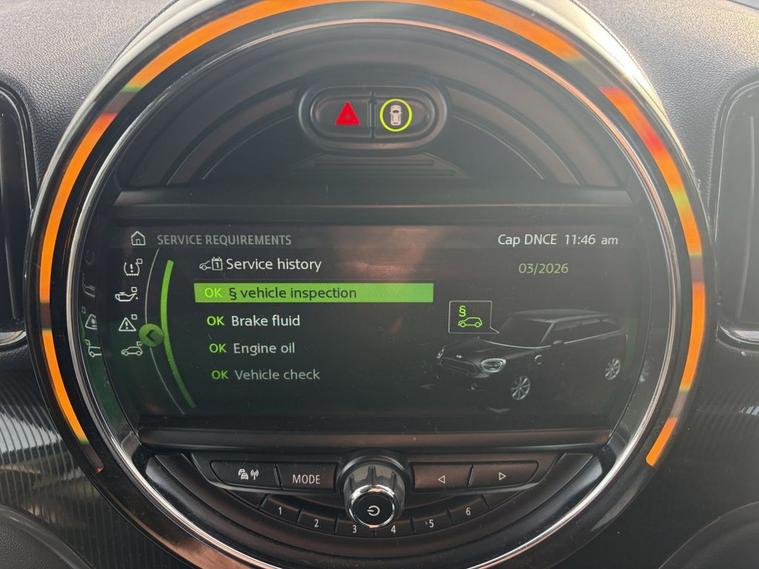 SERVICE REQUIREMENTS Cap DNCE 11:46 am
1 Service history
OK § vehicle inspection 03/2026
§
OK Brake fluid
OK Engine oil
OK Vehicle check
MODE
1 2 3 4 5 6